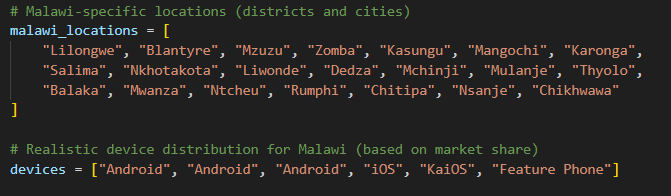 # Malawi-specific locations (districts and cities)
malawi_locations = [
    "Lilongwe", "Blantyre", "Mzuzu", "Zomba", "Kasungu", "Mangochi", "Karonga",
    "Salima", "Nkhotakota", "Liwonde", "Dedza", "Mchinji", "Mulanje", "Thyolo",
    "Balaka", "Mwanza", "Ntcheu", "Rumphi", "Chitipa", "Nsanje", "Chikhwawa"
]
# Realistic device distribution for Malawi (based on market share)
devices = ["Android", "Android", "Android", "iOS", "KaiOS", "Feature Phone"]